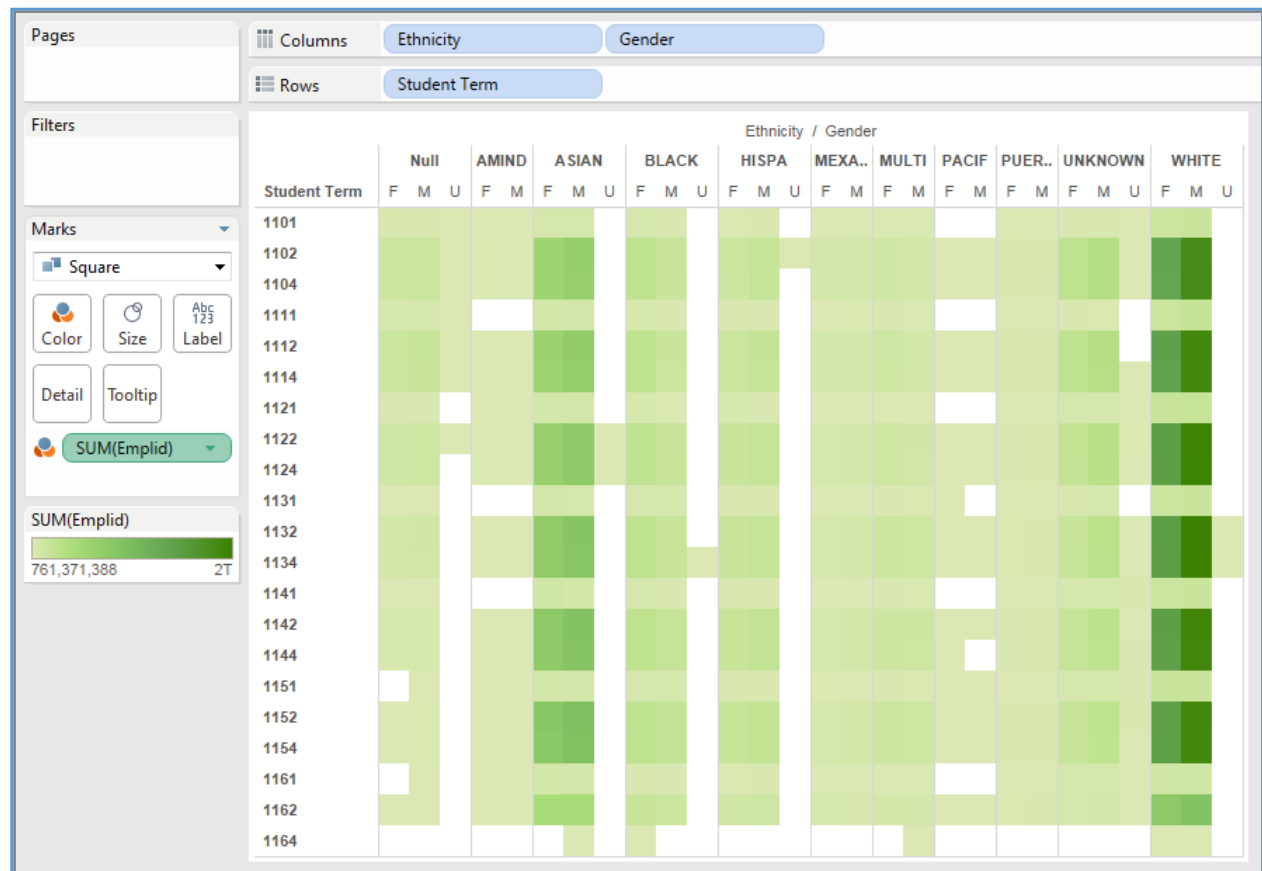 Pages
Columns Ethnicity Gender
Rows Student Term
Filters
Ethnicity / Gender
Null AMIND ASIAN BLACK HISPA MEXA.. MULTI PACIF PUER.. UNKNOWN WHITE
Student Term F M U F M F M U F M U F M U F M F M F M F M F M U F M U
Marks
Square
Color Size Abc 123 Label
Detail Tooltip
SUM(Emplid)
SUM(Emplid)
761,371,388 2T
1101
1102
1104
1111
1112
1114
1121
1122
1124
1131
1132
1134
1141
1142
1144
1151
1152
1154
1161
1162
1164